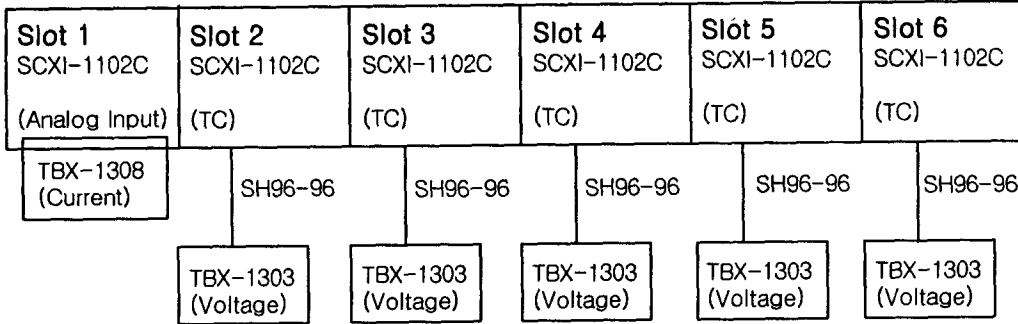 Slot 1
SCXI-1102C
(Analog Input)
Slot 2
SCXI-1102C
(TC)
Slot 3
SCXI-1102C
(TC)
Slot 4
SCXI-1102C
(TC)
Slot 5
SCXI-1102C
(TC)
Slot 6
SCXI-1102C
(TC)
TBX-1308
(Current)
SH96-96
SH96-96
SH96-96
SH96-96
SH96-96
TBX-1303
(Voltage)
TBX-1303
(Voltage)
TBX-1303
(Voltage)
TBX-1303
(Voltage)
TBX-1303
(Voltage)